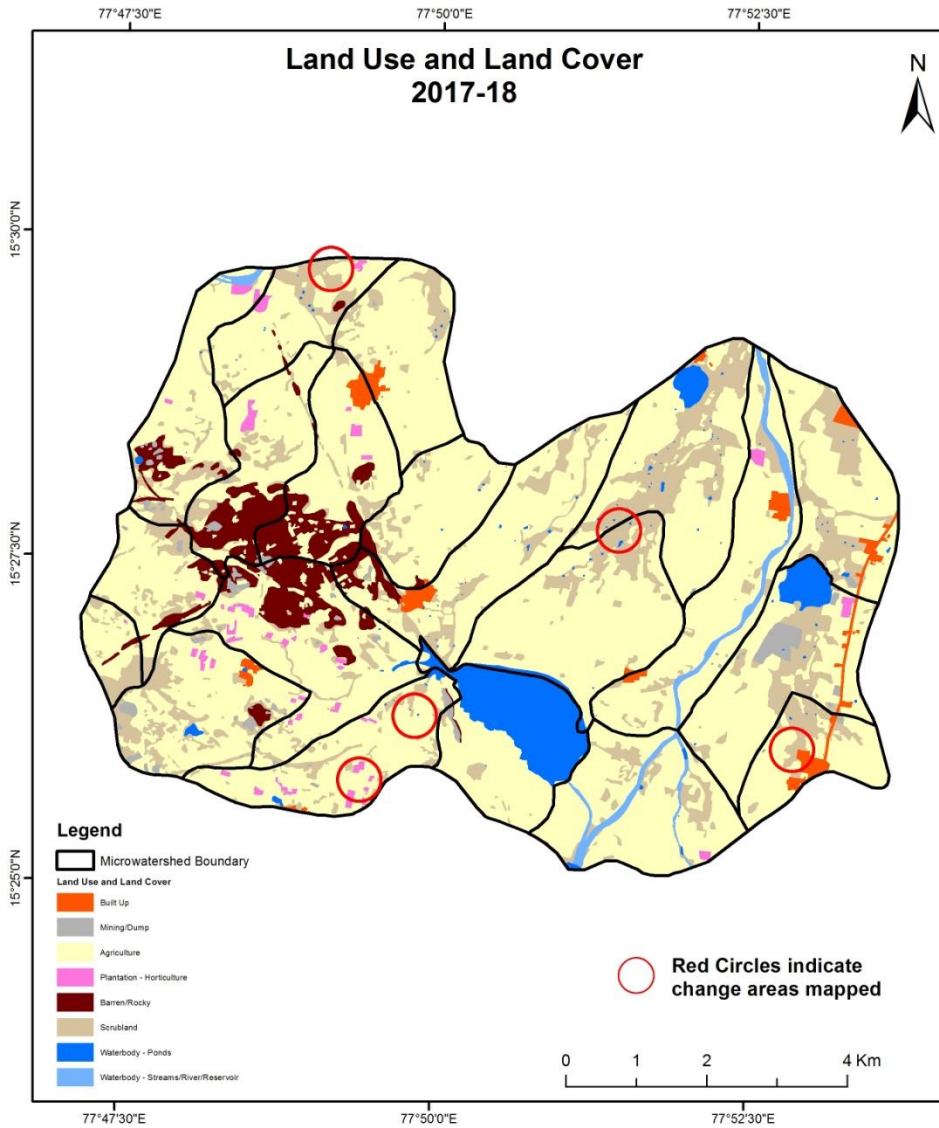 77°47'30"E 77°50'0"E 77°52'30"E
Land Use and Land Cover
2017-18
N
15°30'0"N
15°27'30"N
15°25'0"N
Legend
Microwatershed Boundary
Land Use and Land Cover
Built Up
Mining/Dump
Agriculture
Plantation - Horticulture
Barren/Rocky
Scrubland
Waterbody - Ponds
Waterbody - Streams/River/Reservoir
Red Circles indicate
change areas mapped
0 1 2 4 Km
77°47'30"E 77°50'0"E 77°52'30"E